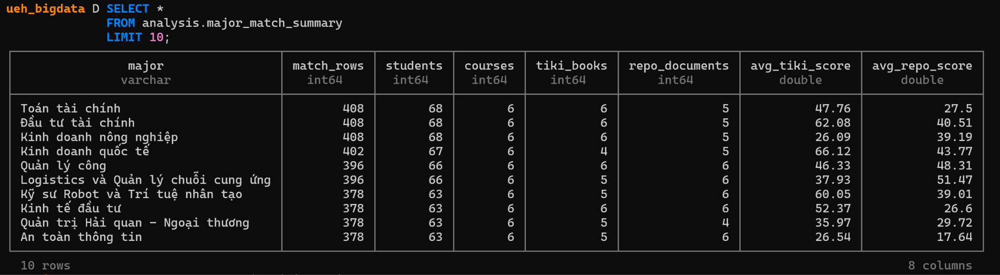 ueh_bigdata D SELECT *
FROM analysis.major_match_summary
LIMIT 10;
major match_rows students courses tiki_books repo_documents avg_tiki_score avg_repo_score
varchar int64 int64 int64 int64 int64 double double
Toán tài chính 408 68 6 6 5 47.76 27.5
Đầu tư tài chính 408 68 6 6 5 62.08 40.51
Kinh doanh nông nghiệp 408 68 6 6 5 26.09 39.19
Kinh doanh quốc tế 402 67 6 4 5 66.12 43.77
Quản lý công 396 66 6 6 6 46.33 48.31
Logistics và Quản lý chuỗi cung ứng 396 66 6 5 6 37.93 51.47
Kỹ sư Robot và Trí tuệ nhân tạo 378 63 6 5 6 60.05 39.01
Kinh tế đầu tư 378 63 6 6 6 52.37 26.6
Quản trị Hải quan – Ngoại thương 378 63 6 5 4 35.97 29.72
An toàn thông tin 378 63 6 5 6 26.54 17.64
10 rows 8 columns